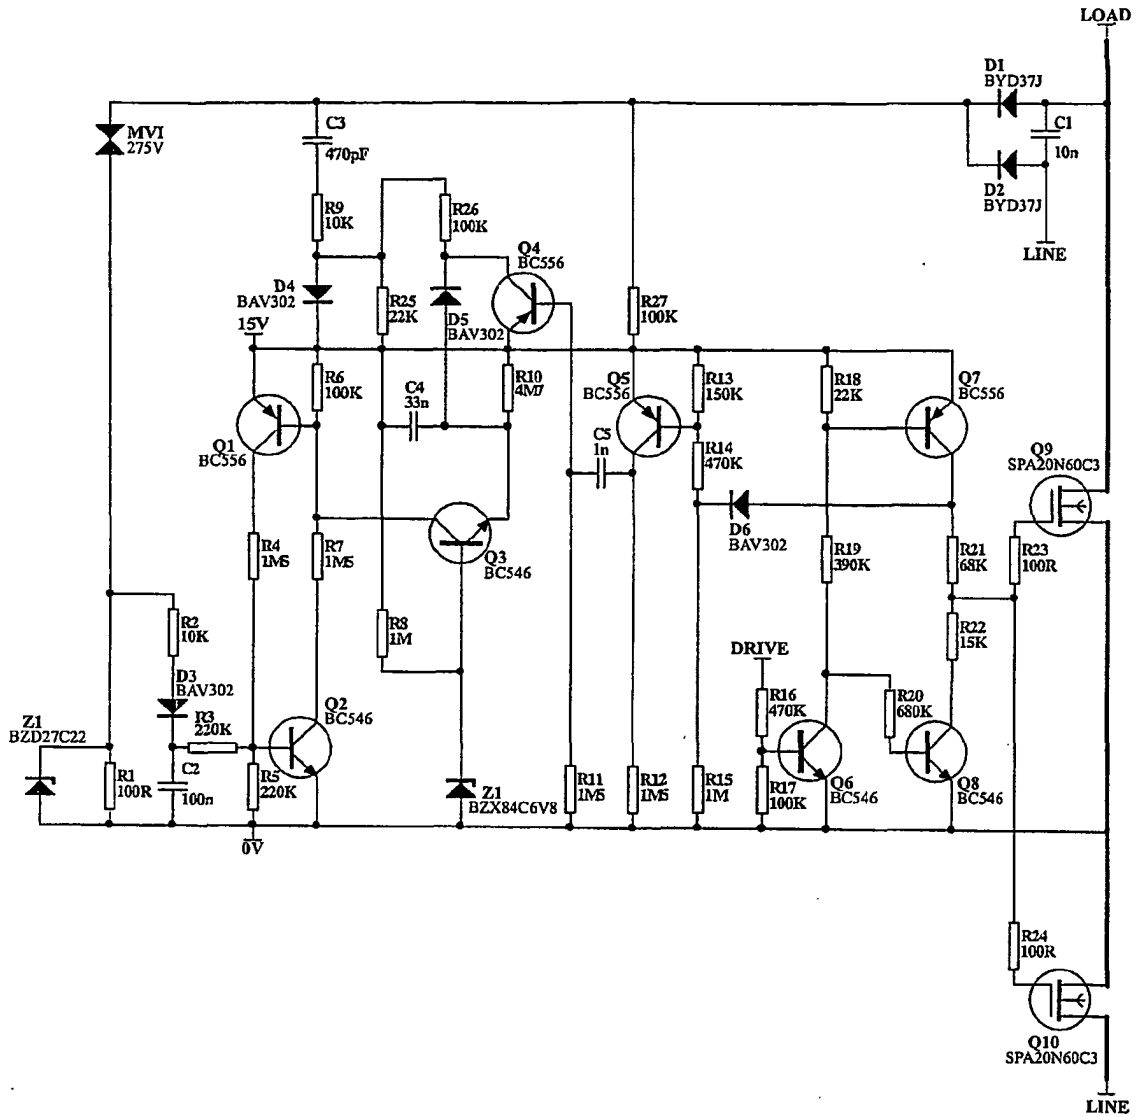 LOAD
D1
BYD37J
MVI
275V
C3
470pF
C1
10n
D2
BYD37J
R9
10K
R26
100K
Q4
BC556
LINE
D4
BAV302
R25
22K
D5
BAV302
R27
100K
15V
R6
100K
C4
33n
R10
4M7
Q5
BC556
R13
150K
R18
22K
Q7
BC556
Q1
BC556
C5
1n
R14
470K
Q9
SPA20N60C3
R4
1M5
R7
1M5
Q3
BC546
D6
BAV302
R19
390K
R21
68K
R23
100R
R2
10K
R8
1M
R22
15K
DRIVE
D3
BAV302
R3
220K
Q2
BC546
R16
470K
R20
680K
Z1
BZD27C22
R1
100R
C2
100n
R5
220K
Z1
BZX84C6V8
R11
1M5
R12
1M5
R15
1M
R17
100K
Q6
BC546
Q8
BC546
0V
R24
100R
Q10
SPA20N60C3
LINE